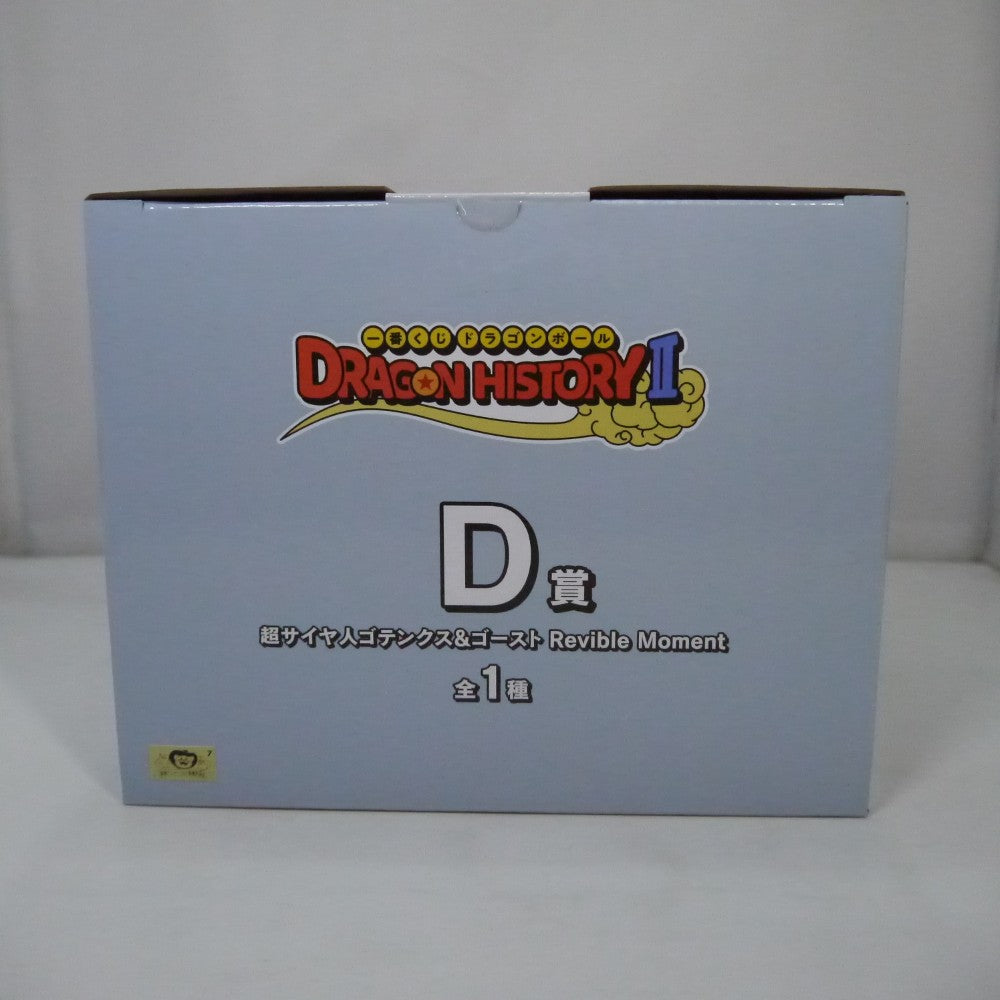 一番くじ ドラゴンボール
DRAGON HISTORY II
D賞
超サイヤ人ゴテンクス&ゴースト Revible Moment
全1種
7